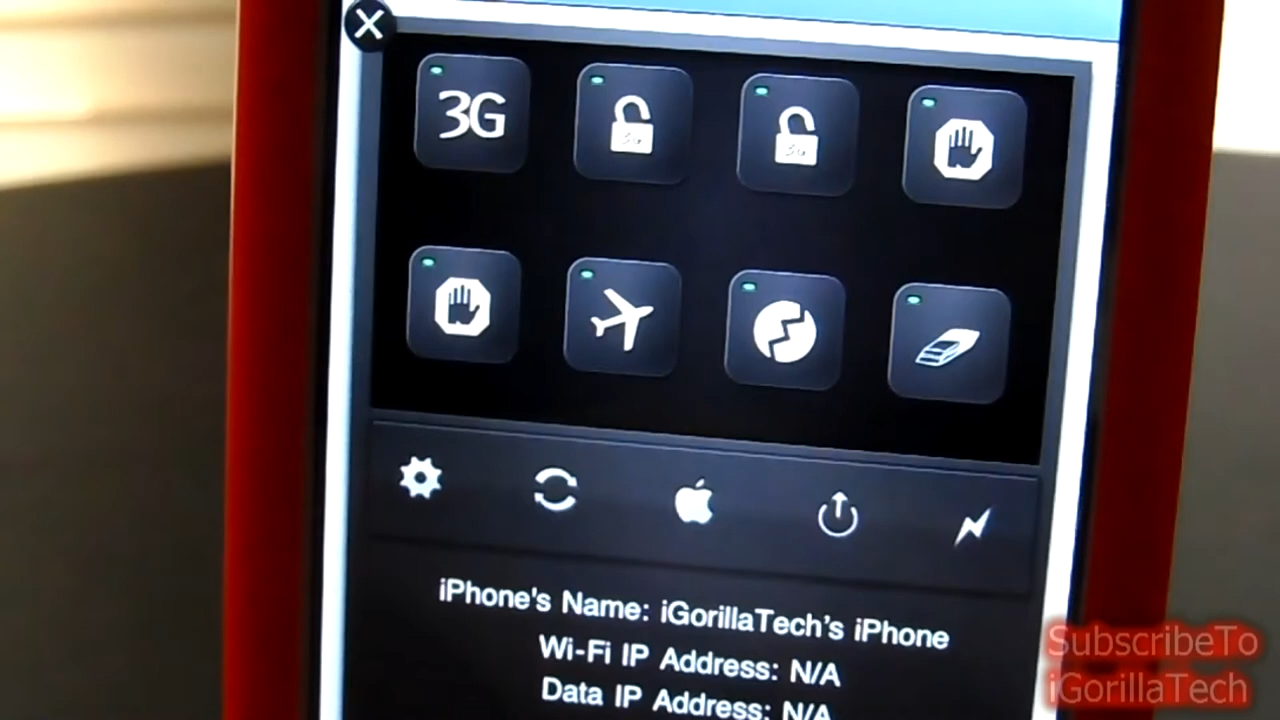 3G
iPhone's Name: iGorillaTech's iPhone
Wi-Fi IP Address: N/A
Data IP Address: N/A
SubscribeTo
iGorillaTech